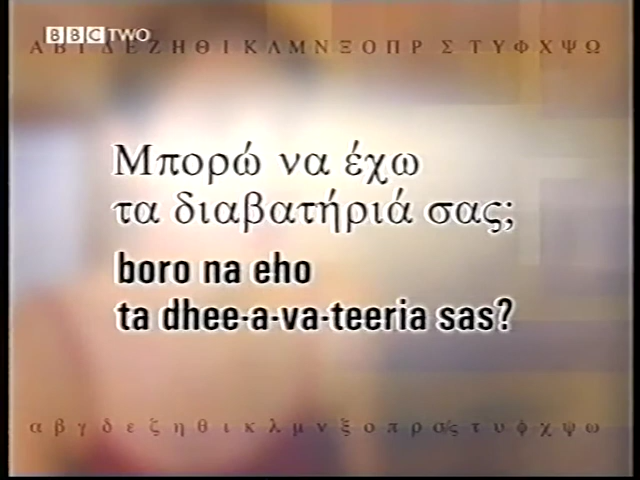 BBC TWO
Α Β Γ Δ Ε Ζ Η Θ Ι Κ Λ Μ Ν Ξ Ο Π Ρ Σ Τ Υ Φ Χ Ψ Ω
Μπορώ να έχω
τα διαβατήριά σας;
boro na eho
ta dhee-a-va-teeria sas?
α β γ δ ε ζ η θ ι κ λ μ ν ξ ο π ρ σ/ς τ υ φ χ ψ ω